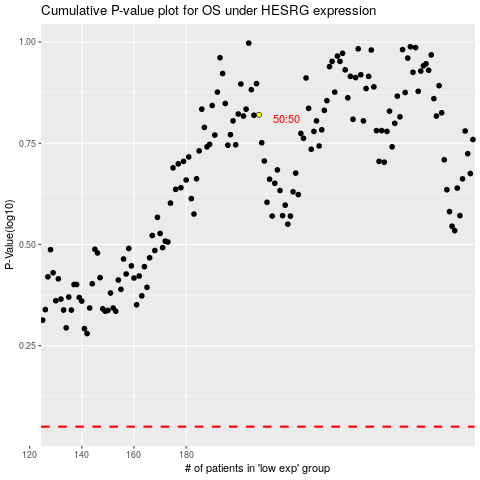 Cumulative P-value plot for OS under HESRG expression
P-Value(log10)
1.00
0.75
0.50
0.25
50:50
120 140 160 180
# of patients in 'low exp' group